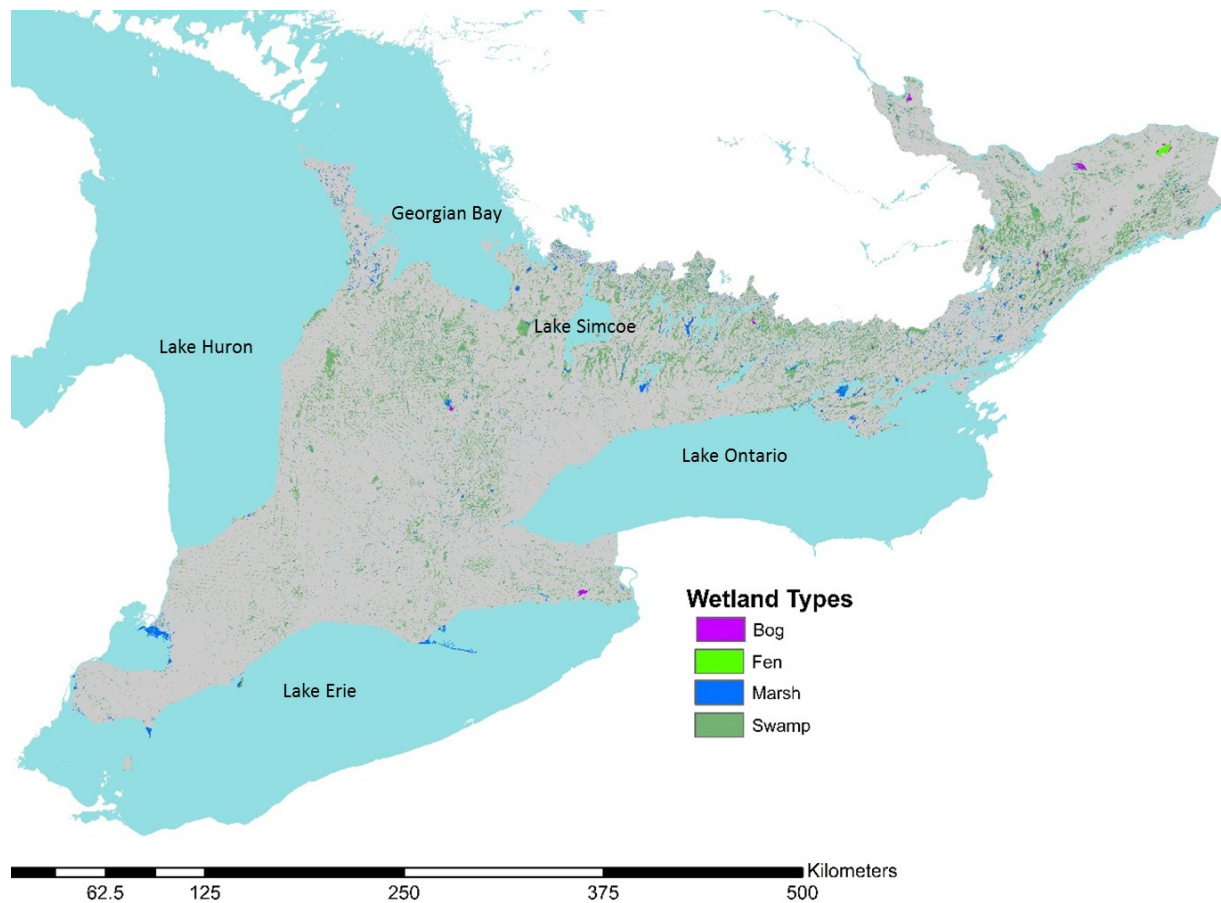 Georgian Bay
Lake Simcoe
Lake Huron
Lake Ontario
Wetland Types
Bog
Fen
Marsh
Swamp
Lake Erie
Kilometers
62.5 125 250 375 500